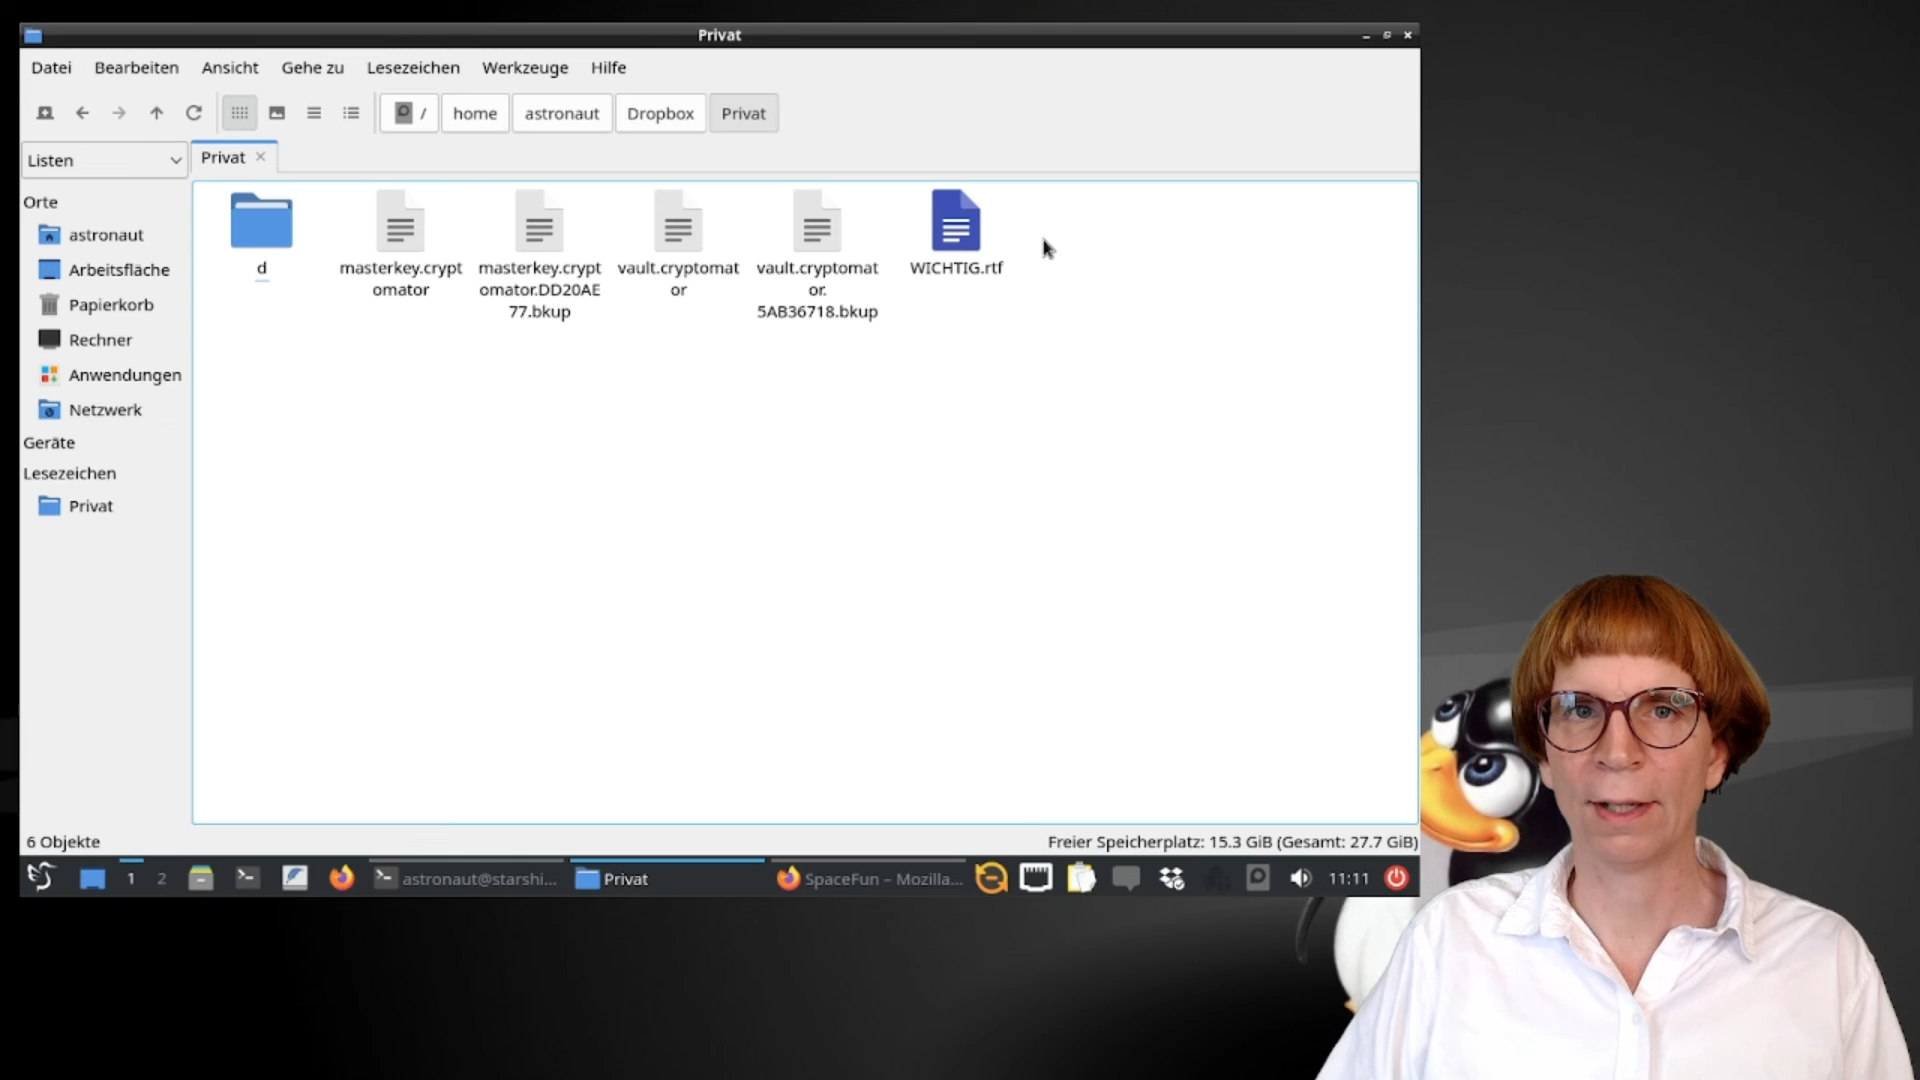 Privat
Datei Bearbeiten Ansicht Gehe zu Lesezeichen Werkzeuge Hilfe
/ home astronaut Dropbox Privat
Listen
Privat
Orte
astronaut
Arbeitsfläche
Papierkorb
Rechner
Anwendungen
Netzwerk
Geräte
Lesezeichen
Privat
d
masterkey.crypt
omator
masterkey.crypt
omator.DD20AE
77.bkup
vault.cryptomat
or
vault.cryptomat
or.
5AB36718.bkup
WICHTIG.rtf
6 Objekte
Freier Speicherplatz: 15.3 GiB (Gesamt: 27.7 GiB)
1 2 astronaut@starshi... Privat SpaceFun – Mozilla... 11:11